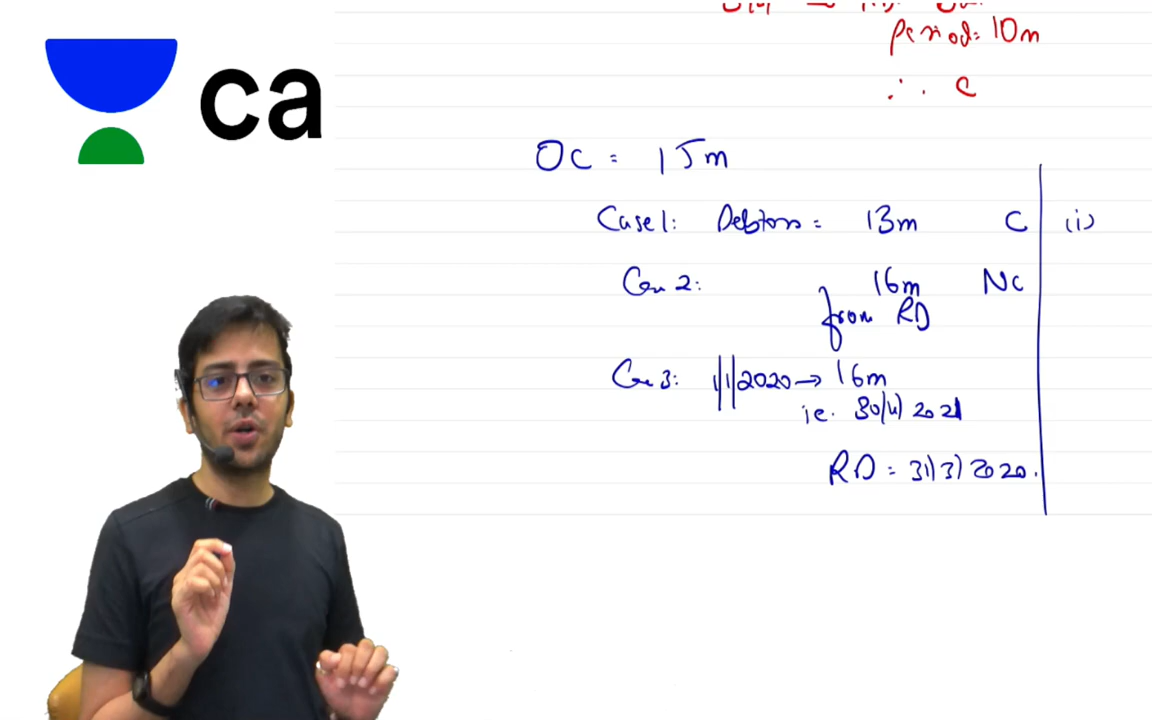 ca
period: 10m
∴ C
OC = 15m
Case 1: Debtors = 13m C (i)
Case 2: 16m NC
from RD
Case 3: 1/1/2020 → 16m
ie. 30/4/2021
RD = 31/3/2020.